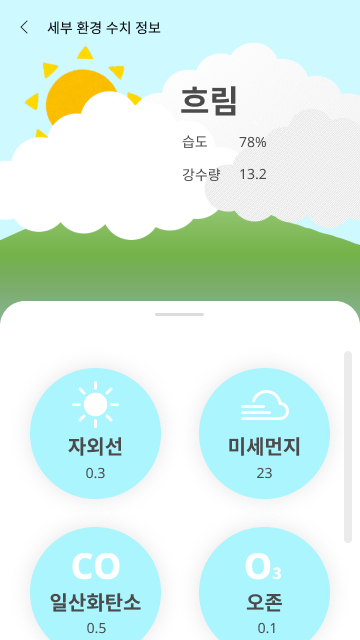 세부 환경 수치 정보
흐림
습도 78%
강수량 13.2
자외선 미세먼지
0.3 23
CO O₃
일산화탄소 오존
0.5 0.1